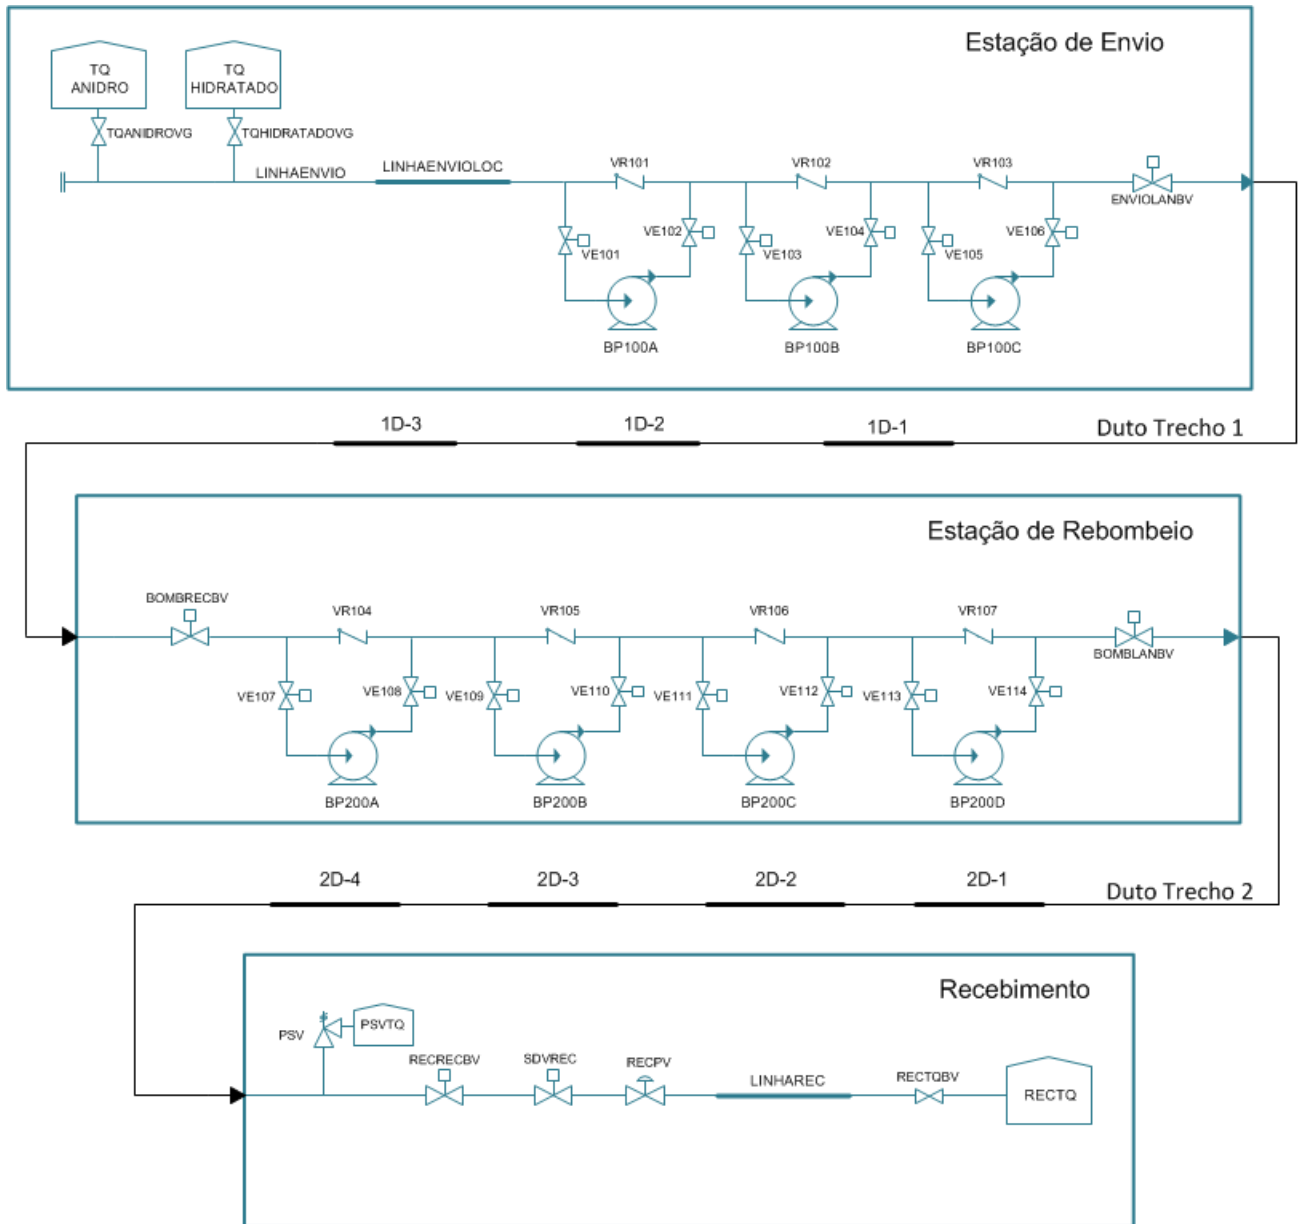 Estação de Envio
TQ
ANIDRO
TQ
HIDRATADO
TQANIDROVG
TQHIDRATADOVG
LINHAENVIO
LINHAENVIOLOC
VR101
VR102
VR103
ENVIOLANBV
VE101
VE102
VE103
VE104
VE105
VE106
BP100A
BP100B
BP100C
1D-3
1D-2
1D-1
Duto Trecho 1
Estação de Rebombeio
BOMBRECBV
VR104
VR105
VR106
VR107
BOMBLANBV
VE107
VE108
VE109
VE110
VE111
VE112
VE113
VE114
BP200A
BP200B
BP200C
BP200D
2D-4
2D-3
2D-2
2D-1
Duto Trecho 2
Recebimento
PSV
PSVTQ
RECRECBV
SDVREC
RECPV
LINHAREC
RECTQBV
RECTQ